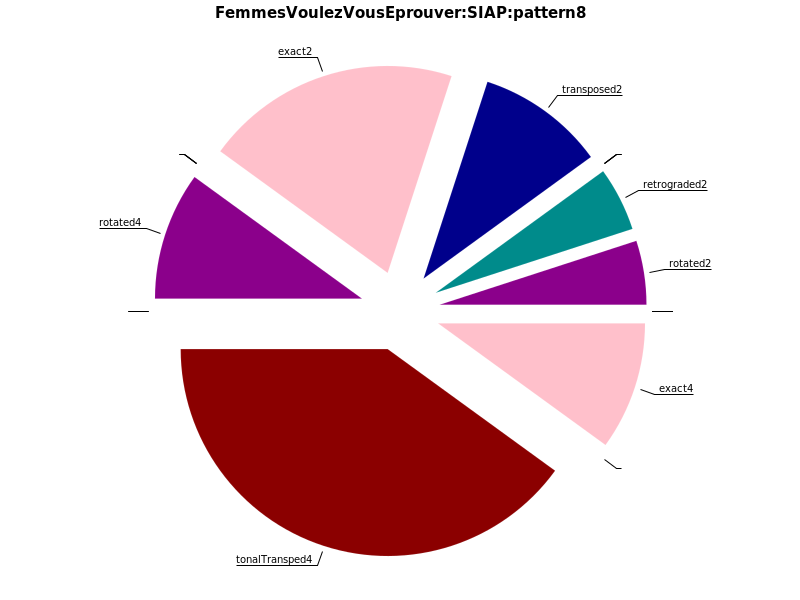 FemmesVoulezVousEprouver:SIAP:pattern8
exact2
transposed2
retrograded2
rotated4
rotated2
exact4
tonalTransped4